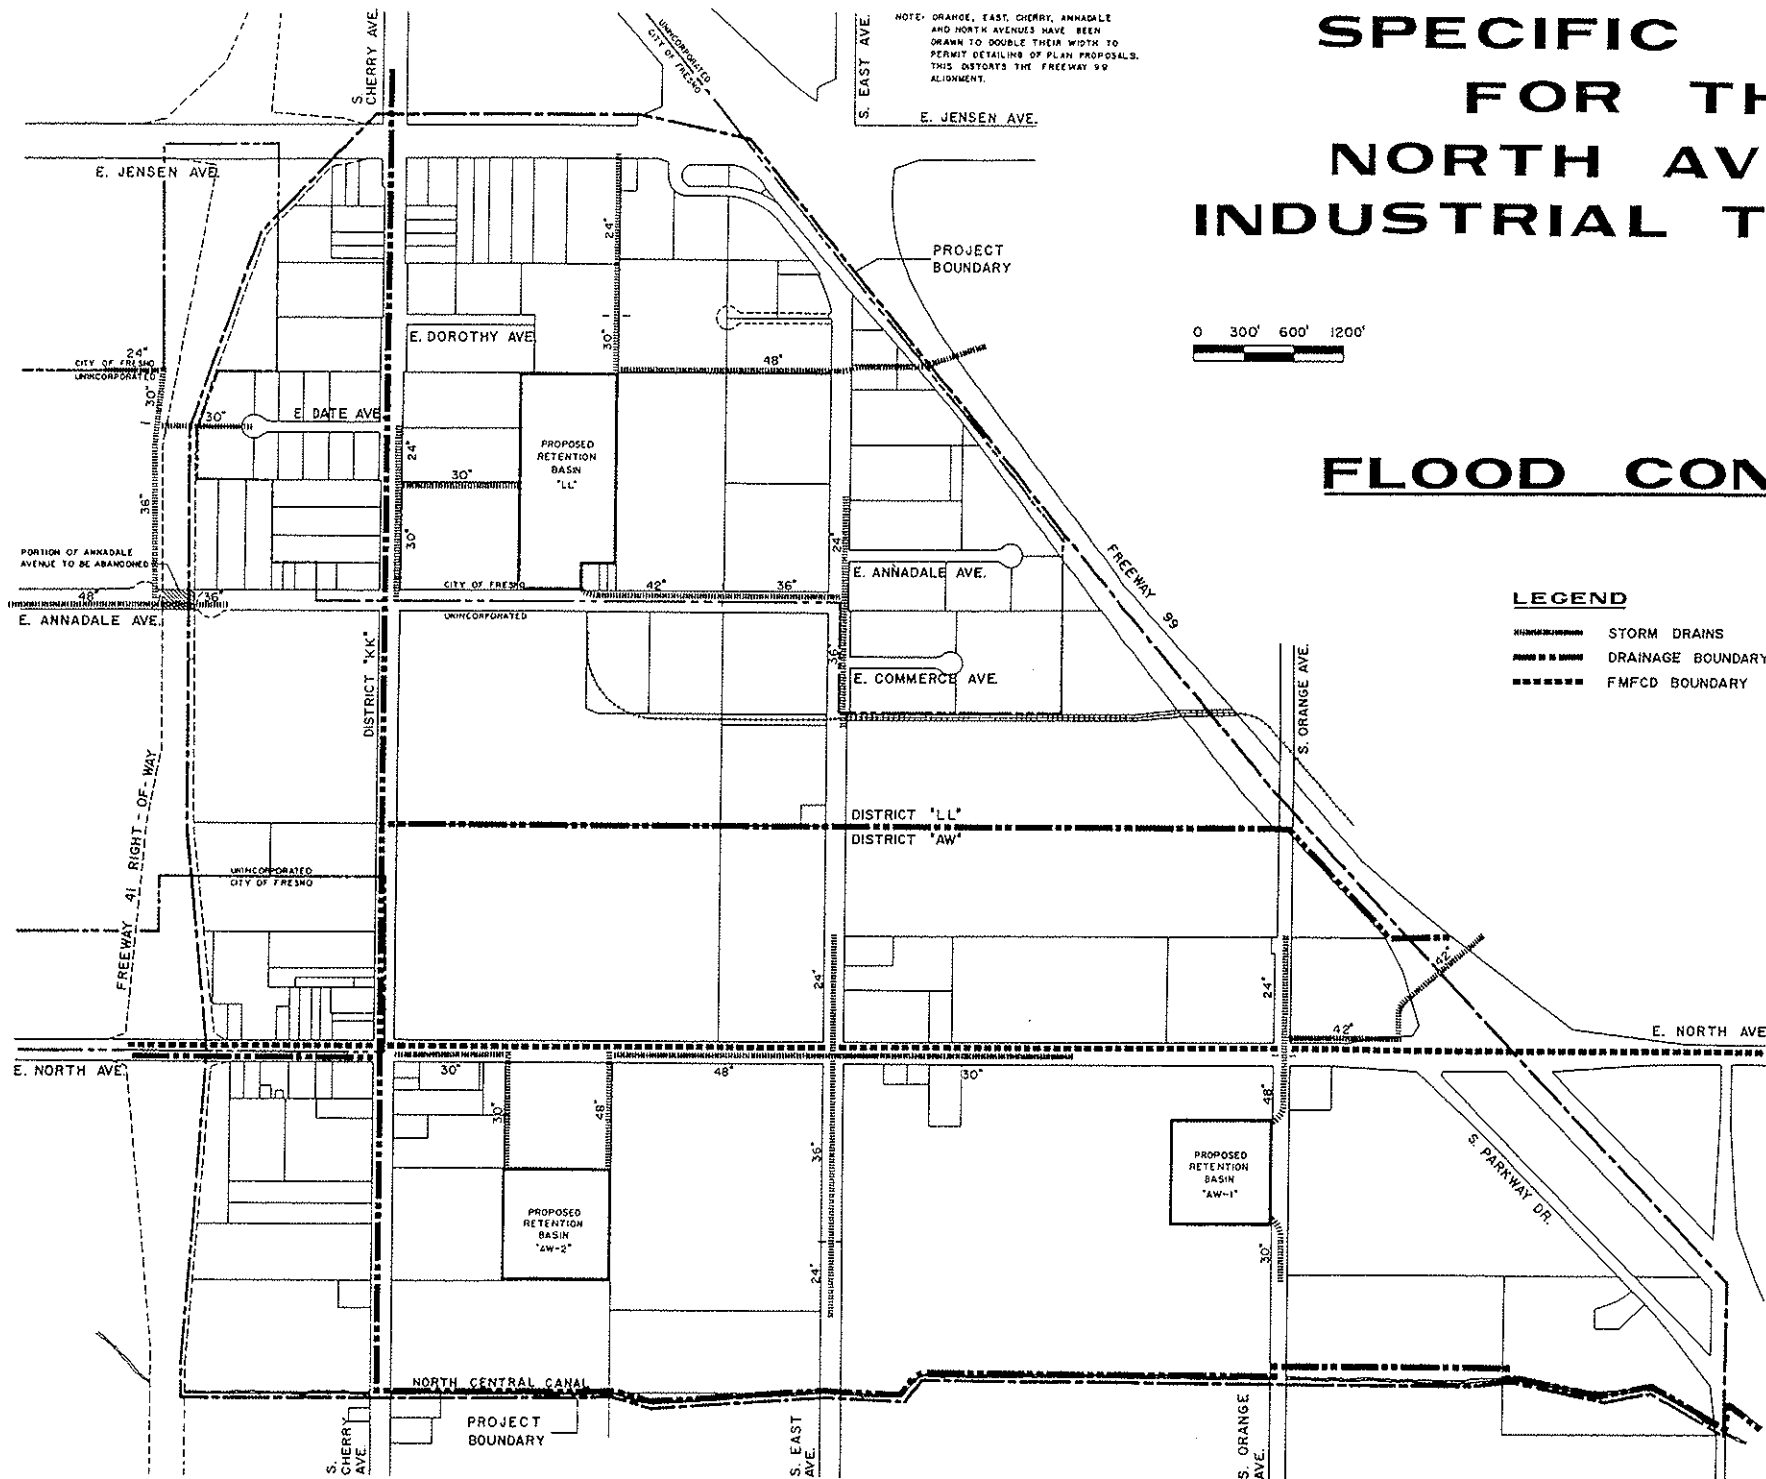 SPECIFIC
FOR TH
NORTH AV
INDUSTRIAL T
NOTE: ORANGE, EAST, CHERRY, ANNADALE
AND NORTH AVENUES HAVE BEEN
DRAWN TO DOUBLE THEIR WIDTH TO
PERMIT DETAILING OF PLAN PROPOSALS.
THIS DISTORTS THE FREEWAY 99
ALIGNMENT.
S. CHERRY AVE.
UNINCORPORATED
CITY OF FRESNO
S. EAST AVE.
E. JENSEN AVE.
E. JENSEN AVE.
PROJECT
BOUNDARY
24"
0 300' 600' 1200'
E. DOROTHY AVE.
30"
48"
24"
CITY OF FRESNO
UNINCORPORATED
30"
30"
E. DATE AVE.
FLOOD CON
PROPOSED
RETENTION
BASIN
"LL"
24"
30"
36"
30"
24"
PORTION OF ANNADALE
AVENUE TO BE ABANDONED
FREEWAY 99
E. ANNADALE AVE.
CITY OF FRESNO
UNINCORPORATED
42"
36"
48"
36"
E. ANNADALE AVE.
LEGEND
STORM DRAINS
DRAINAGE BOUNDARY
FMFCD BOUNDARY
DISTRICT "KK"
36"
E. COMMERCE AVE.
S. ORANGE AVE.
FREEWAY 41 RIGHT-OF-WAY
DISTRICT "LL"
DISTRICT "AW"
UNINCORPORATED
CITY OF FRESNO
24"
24"
42"
42"
E. NORTH AVE
E. NORTH AVE.
30"
48"
30"
30"
48"
48"
36"
PROPOSED
RETENTION
BASIN
"AW-1"
S. PARKWAY DR.
PROPOSED
RETENTION
BASIN
"AW-2"
24"
30"
NORTH CENTRAL CANAL
PROJECT
BOUNDARY
S. CHERRY AVE.
S. EAST AVE.
S. ORANGE AVE.